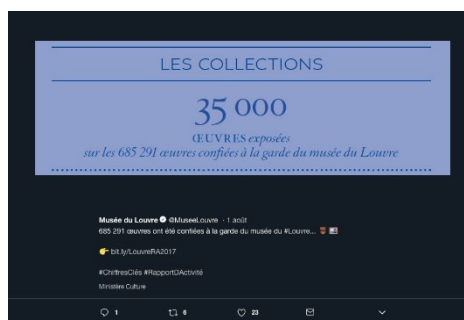 LES COLLECTIONS
35 000
ŒUVRES exposées
sur les 685 291 œuvres confiées à la garde du musée du Louvre
Musée du Louvre @MuseeLouvre · 1 août
685 291 œuvres ont été confiées à la garde du musée du #Louvre...
👉 bit.ly/LouvreRA2017
#ChiffresClés #RapportDActivité
Ministère Culture
1 6 23